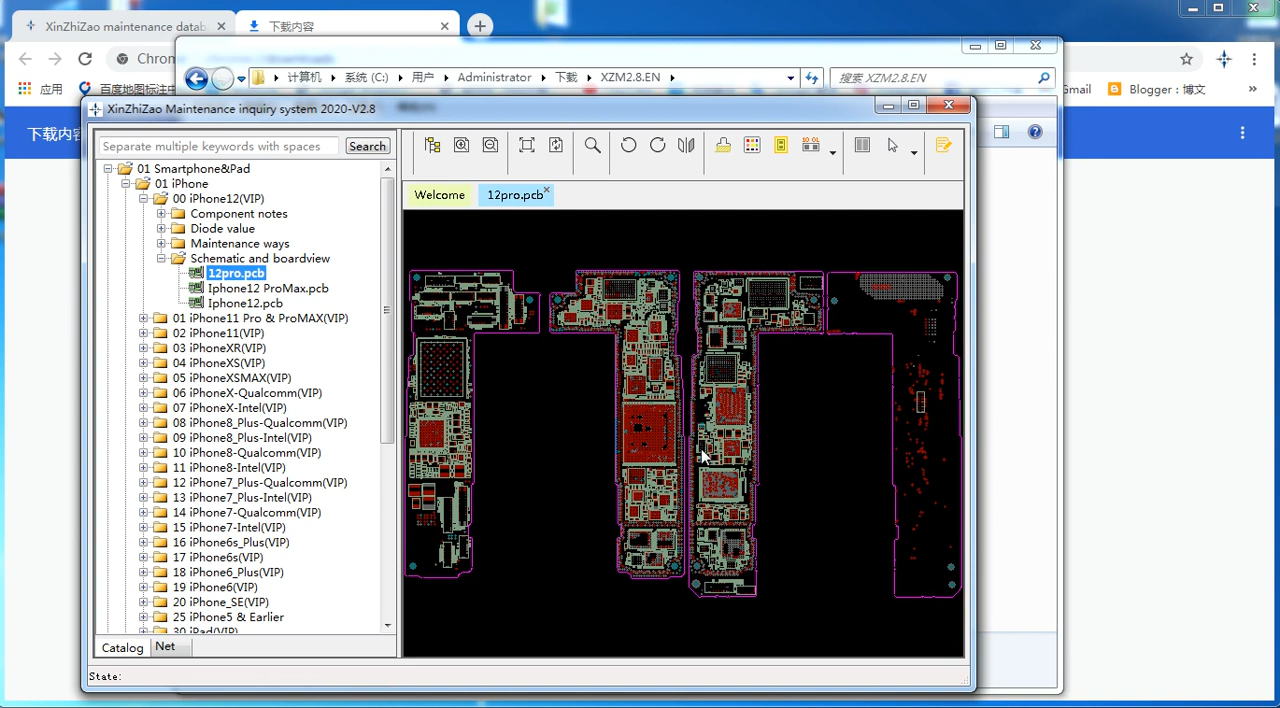 XinZhiZao maintenance datab
下载内容
Chrom
计算机
系统 (C:)
用户
Administrator
下载
XZM2.8.EN
搜索 XZM2.8.EN
应用
百度地图标注中
Gmail
Blogger : 博文
»
下载内容
XinZhiZao Maintenance inquiry system 2020-V2.8
Separate multiple keywords with spaces
Search
Welcome
12pro.pcb
01 Smartphone&Pad
01 iPhone
00 iPhone12(VIP)
Component notes
Diode value
Maintenance ways
Schematic and boardview
12pro.pcb
Iphone12 ProMax.pcb
Iphone12.pcb
01 iPhone11 Pro & ProMAX(VIP)
02 iPhone11(VIP)
03 iPhoneXR(VIP)
04 iPhoneXS(VIP)
05 iPhoneXSMAX(VIP)
06 iPhoneX-Qualcomm(VIP)
07 iPhoneX-Intel(VIP)
08 iPhone8_Plus-Qualcomm(VIP)
09 iPhone8_Plus-Intel(VIP)
10 iPhone8-Qualcomm(VIP)
11 iPhone8-Intel(VIP)
12 iPhone7_Plus-Qualcomm(VIP)
13 iPhone7_Plus-Intel(VIP)
14 iPhone7-Qualcomm(VIP)
15 iPhone7-Intel(VIP)
16 iPhone6s_Plus(VIP)
17 iPhone6s(VIP)
18 iPhone6_Plus(VIP)
19 iPhone6(VIP)
20 iPhone_SE(VIP)
25 iPhone5 & Earlier
30 iPad(VIP)
Catalog
Net
State: